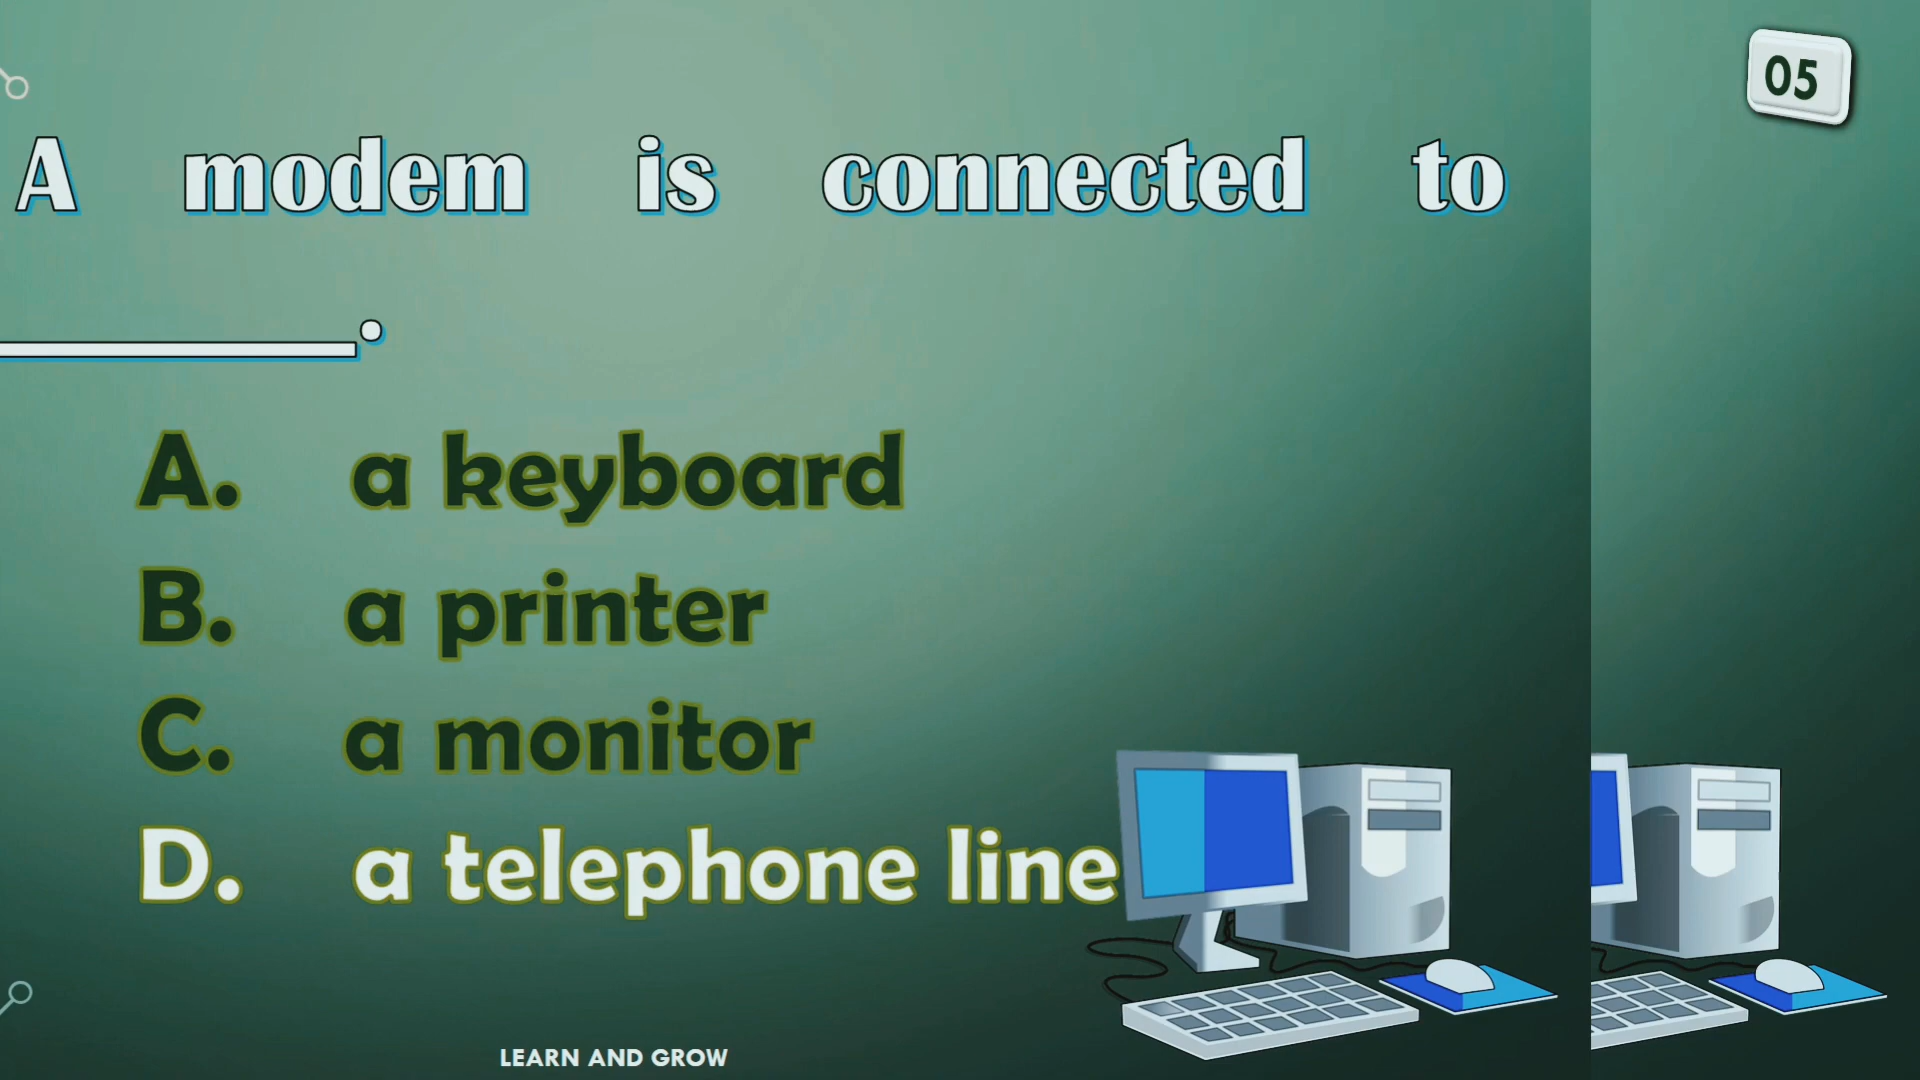 05
A modem is connected to
__________.
A. a keyboard
B. a printer
C. a monitor
D. a telephone line
LEARN AND GROW